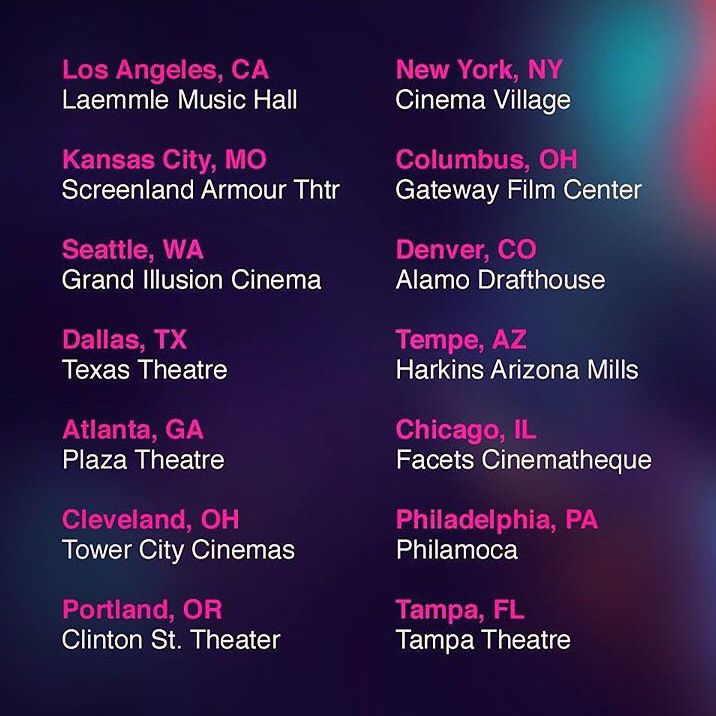 Los Angeles, CA
Laemmle Music Hall
Kansas City, MO
Screenland Armour Thtr
Seattle, WA
Grand Illusion Cinema
Dallas, TX
Texas Theatre
Atlanta, GA
Plaza Theatre
Cleveland, OH
Tower City Cinemas
Portland, OR
Clinton St. Theater
New York, NY
Cinema Village
Columbus, OH
Gateway Film Center
Denver, CO
Alamo Drafthouse
Tempe, AZ
Harkins Arizona Mills
Chicago, IL
Facets Cinematheque
Philadelphia, PA
Philamoca
Tampa, FL
Tampa Theatre